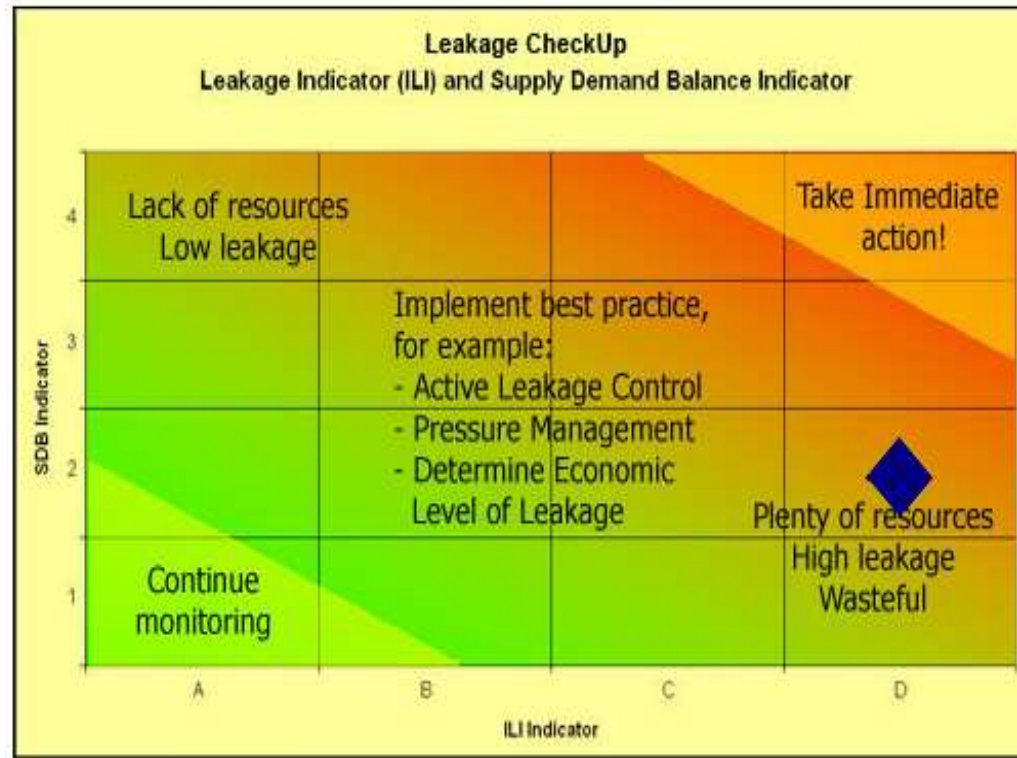 Leakage CheckUp
Leakage Indicator (ILI) and Supply Demand Balance Indicator
Lack of resources
Low leakage
Take Immediate
action!
Implement best practice,
for example:
- Active Leakage Control
- Pressure Management
- Determine Economic
Level of Leakage
Plenty of resources
High leakage
Wasteful
Continue
monitoring
SDB Indicator
4
3
2
1
A
B
C
D
ILI Indicator